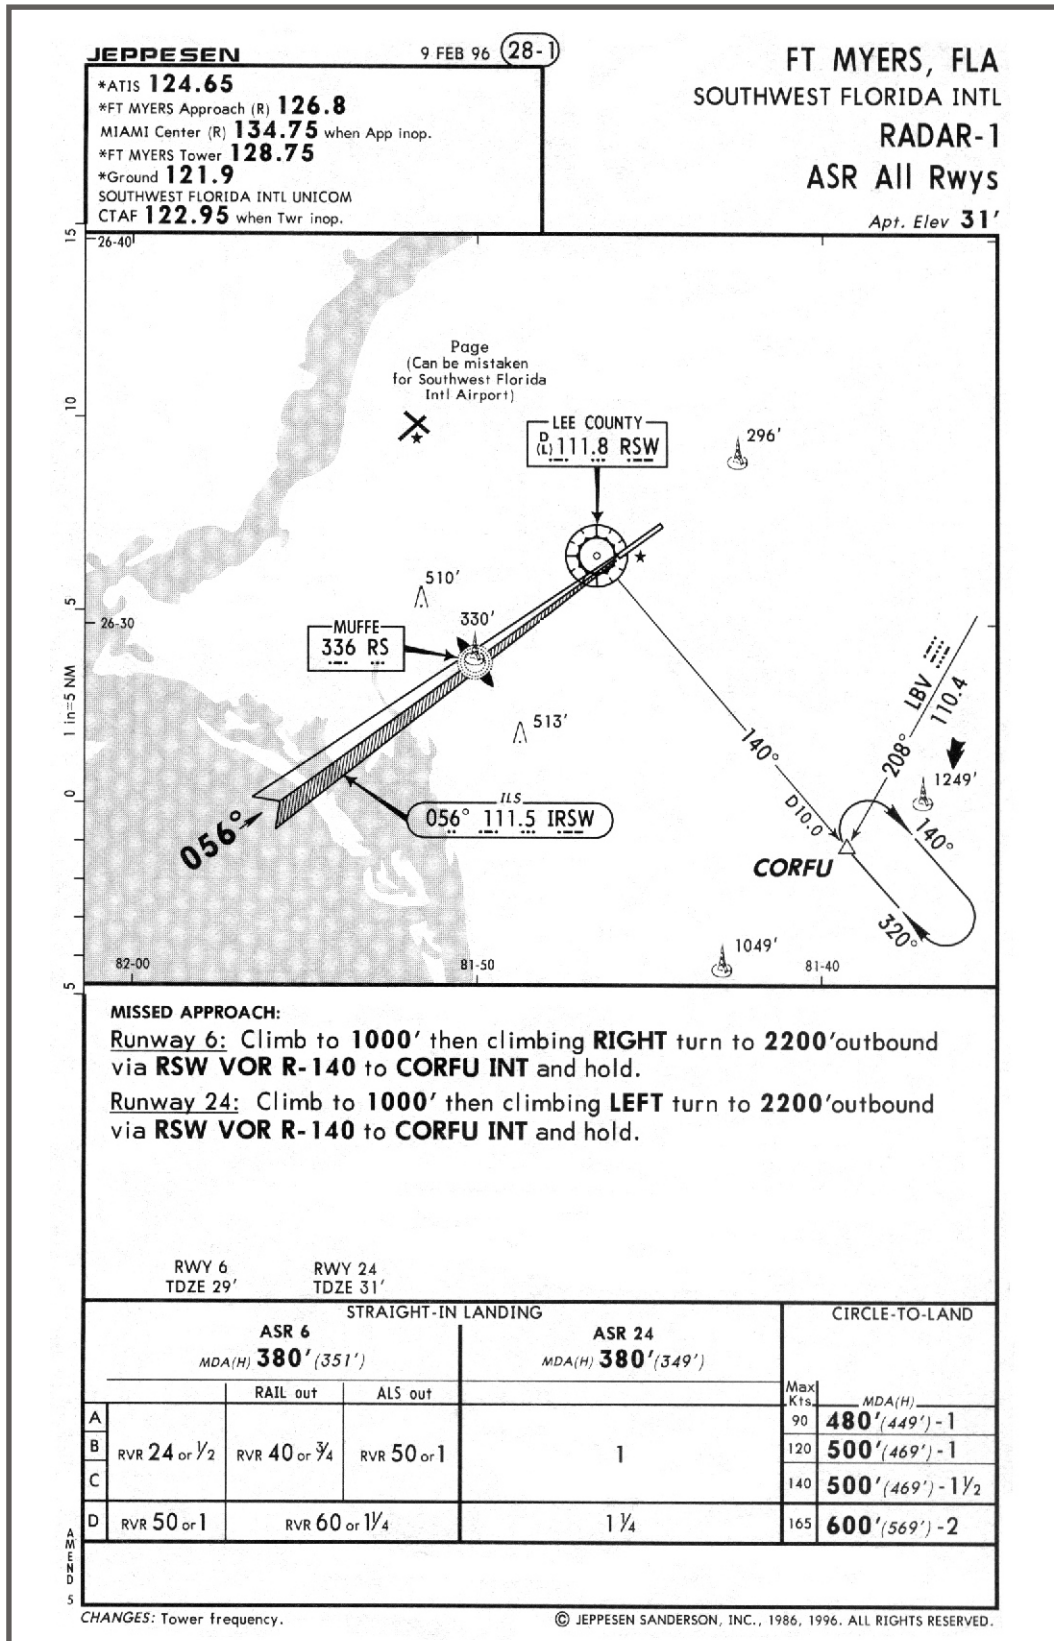 JEPPESEN 9 FEB 96 28-1
FT MYERS, FLA
SOUTHWEST FLORIDA INTL
RADAR-1
ASR All Rwys
Apt. Elev 31'
*ATIS 124.65
*FT MYERS Approach (R) 126.8
MIAMI Center (R) 134.75 when App inop.
*FT MYERS Tower 128.75
*Ground 121.9
SOUTHWEST FLORIDA INTL UNICOM
CTAF 122.95 when Twr inop.
15
26-40
Page
(Can be mistaken
for Southwest Florida
Intl Airport)
10
LEE COUNTY
D
(L) 111.8 RSW
296'
510'
5
26-30
330'
MUFFE
336 RS
1 in=5 NM
513'
LBV
110.4
208°
140°
1249'
0
ILS
056° 111.5 IRSW
056°
D10.0
140°
CORFU
320°
1049'
82-00
81-50
81-40
5
MISSED APPROACH:
Runway 6: Climb to 1000' then climbing RIGHT turn to 2200' outbound
via RSW VOR R-140 to CORFU INT and hold.
Runway 24: Climb to 1000' then climbing LEFT turn to 2200' outbound
via RSW VOR R-140 to CORFU INT and hold.
RWY 6 RWY 24
TDZE 29' TDZE 31'
STRAIGHT-IN LANDING CIRCLE-TO-LAND
ASR 6 ASR 24
MDA(H) 380' (351') MDA(H) 380' (349')
RAIL out ALS out
Max
Kts. MDA(H)
A 90 480' (449') - 1
B RVR 24 or 1/2 RVR 40 or 3/4 RVR 50 or 1 1 120 500' (469') - 1
C 140 500' (469') - 1 1/2
D RVR 50 or 1 RVR 60 or 1 1/4 1 1/4 165 600' (569') - 2
AMEND 5
CHANGES: Tower frequency. © JEPPESEN SANDERSON, INC., 1986, 1996. ALL RIGHTS RESERVED.